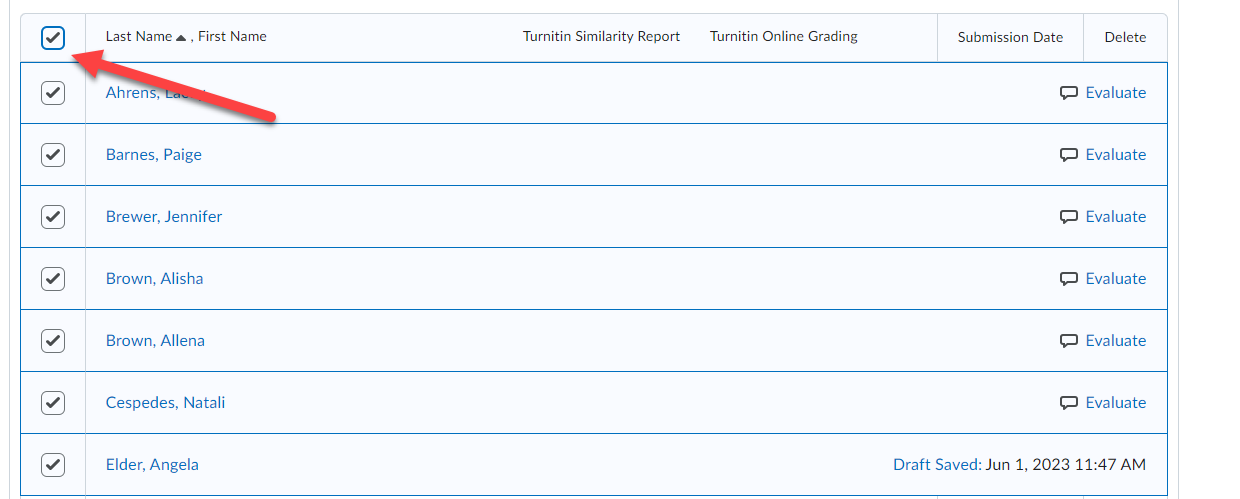 Last Name , First Name Turnitin Similarity Report Turnitin Online Grading Submission Date Delete
Ahrens, Evaluate
Barnes, Paige Evaluate
Brewer, Jennifer Evaluate
Brown, Alisha Evaluate
Brown, Allena Evaluate
Cespedes, Natali Evaluate
Elder, Angela Draft Saved: Jun 1, 2023 11:47 AM